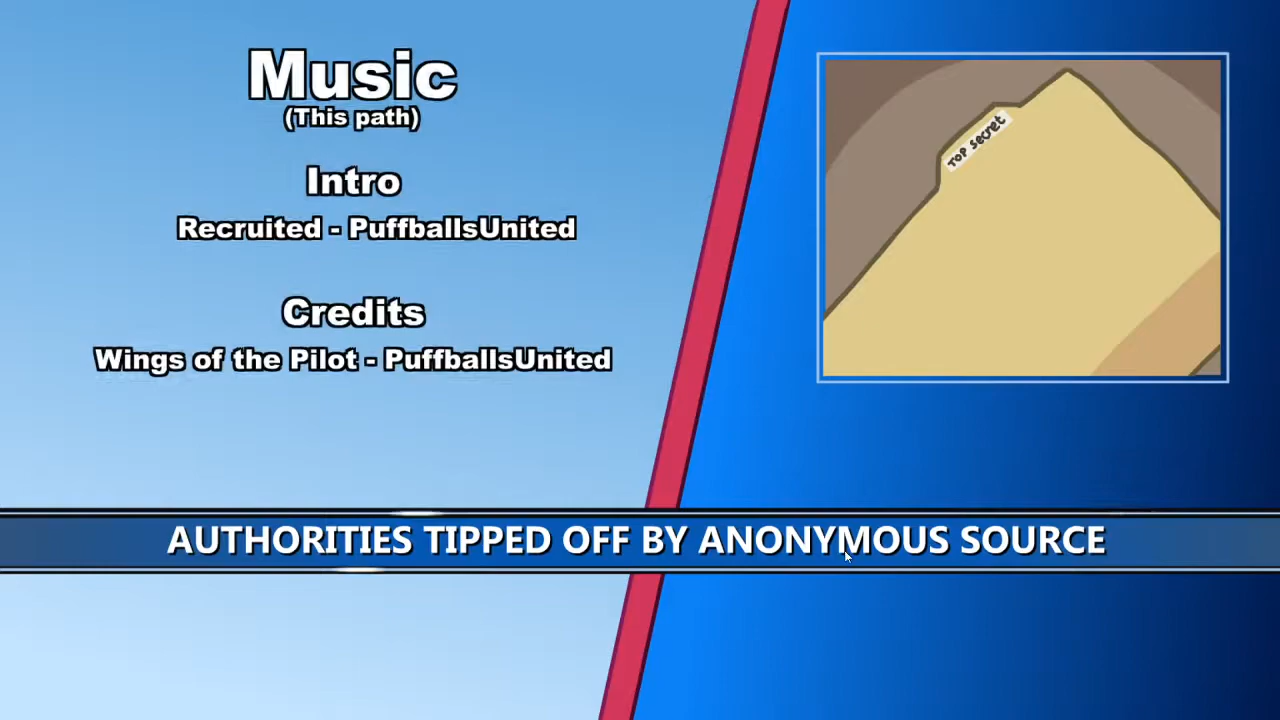 Music
(This path)
Intro
Recruited - PuffballsUnited
Credits
Wings of the Pilot - PuffballsUnited
TOP secret
AUTHORITIES TIPPED OFF BY ANONYMOUS SOURCE